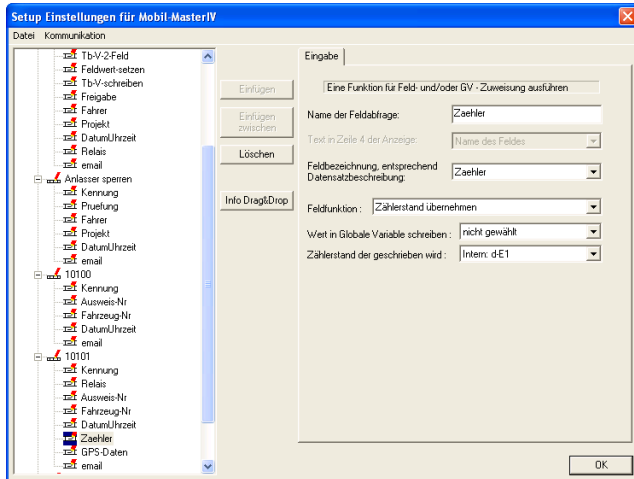 Setup Einstellungen für Mobil-MasterIV
Datei Kommunikation
Tb-V-2-Feld
Feldwert-setzen
Tb-V-schreiben
Freigabe
Fahrer
Projekt
DatumUhrzeit
Relais
email
Anlasser sperren
Kennung
Pruefung
Fahrer
Projekt
DatumUhrzeit
email
10100
Kennung
Ausweis-Nr
Fahrzeug-Nr
DatumUhrzeit
email
10101
Kennung
Relais
Ausweis-Nr
Fahrzeug-Nr
DatumUhrzeit
Zaehler
GPS-Daten
email
Einfügen
Einfügen
zwischen
Löschen
Info Drag&Drop
Eingabe
Eine Funktion für Feld- und/oder GV - Zuweisung ausführen
Name der Feldabfrage: Zaehler
Text in Zeile 4 der Anzeige: Name des Feldes
Feldbezeichnung, entsprechend
Datensatzbeschreibung: Zaehler
Feldfunktion : Zählerstand übernehmen
Wert in Globale Variable schreiben : nicht gewählt
Zählerstand der geschrieben wird : Intern: d-E1
OK